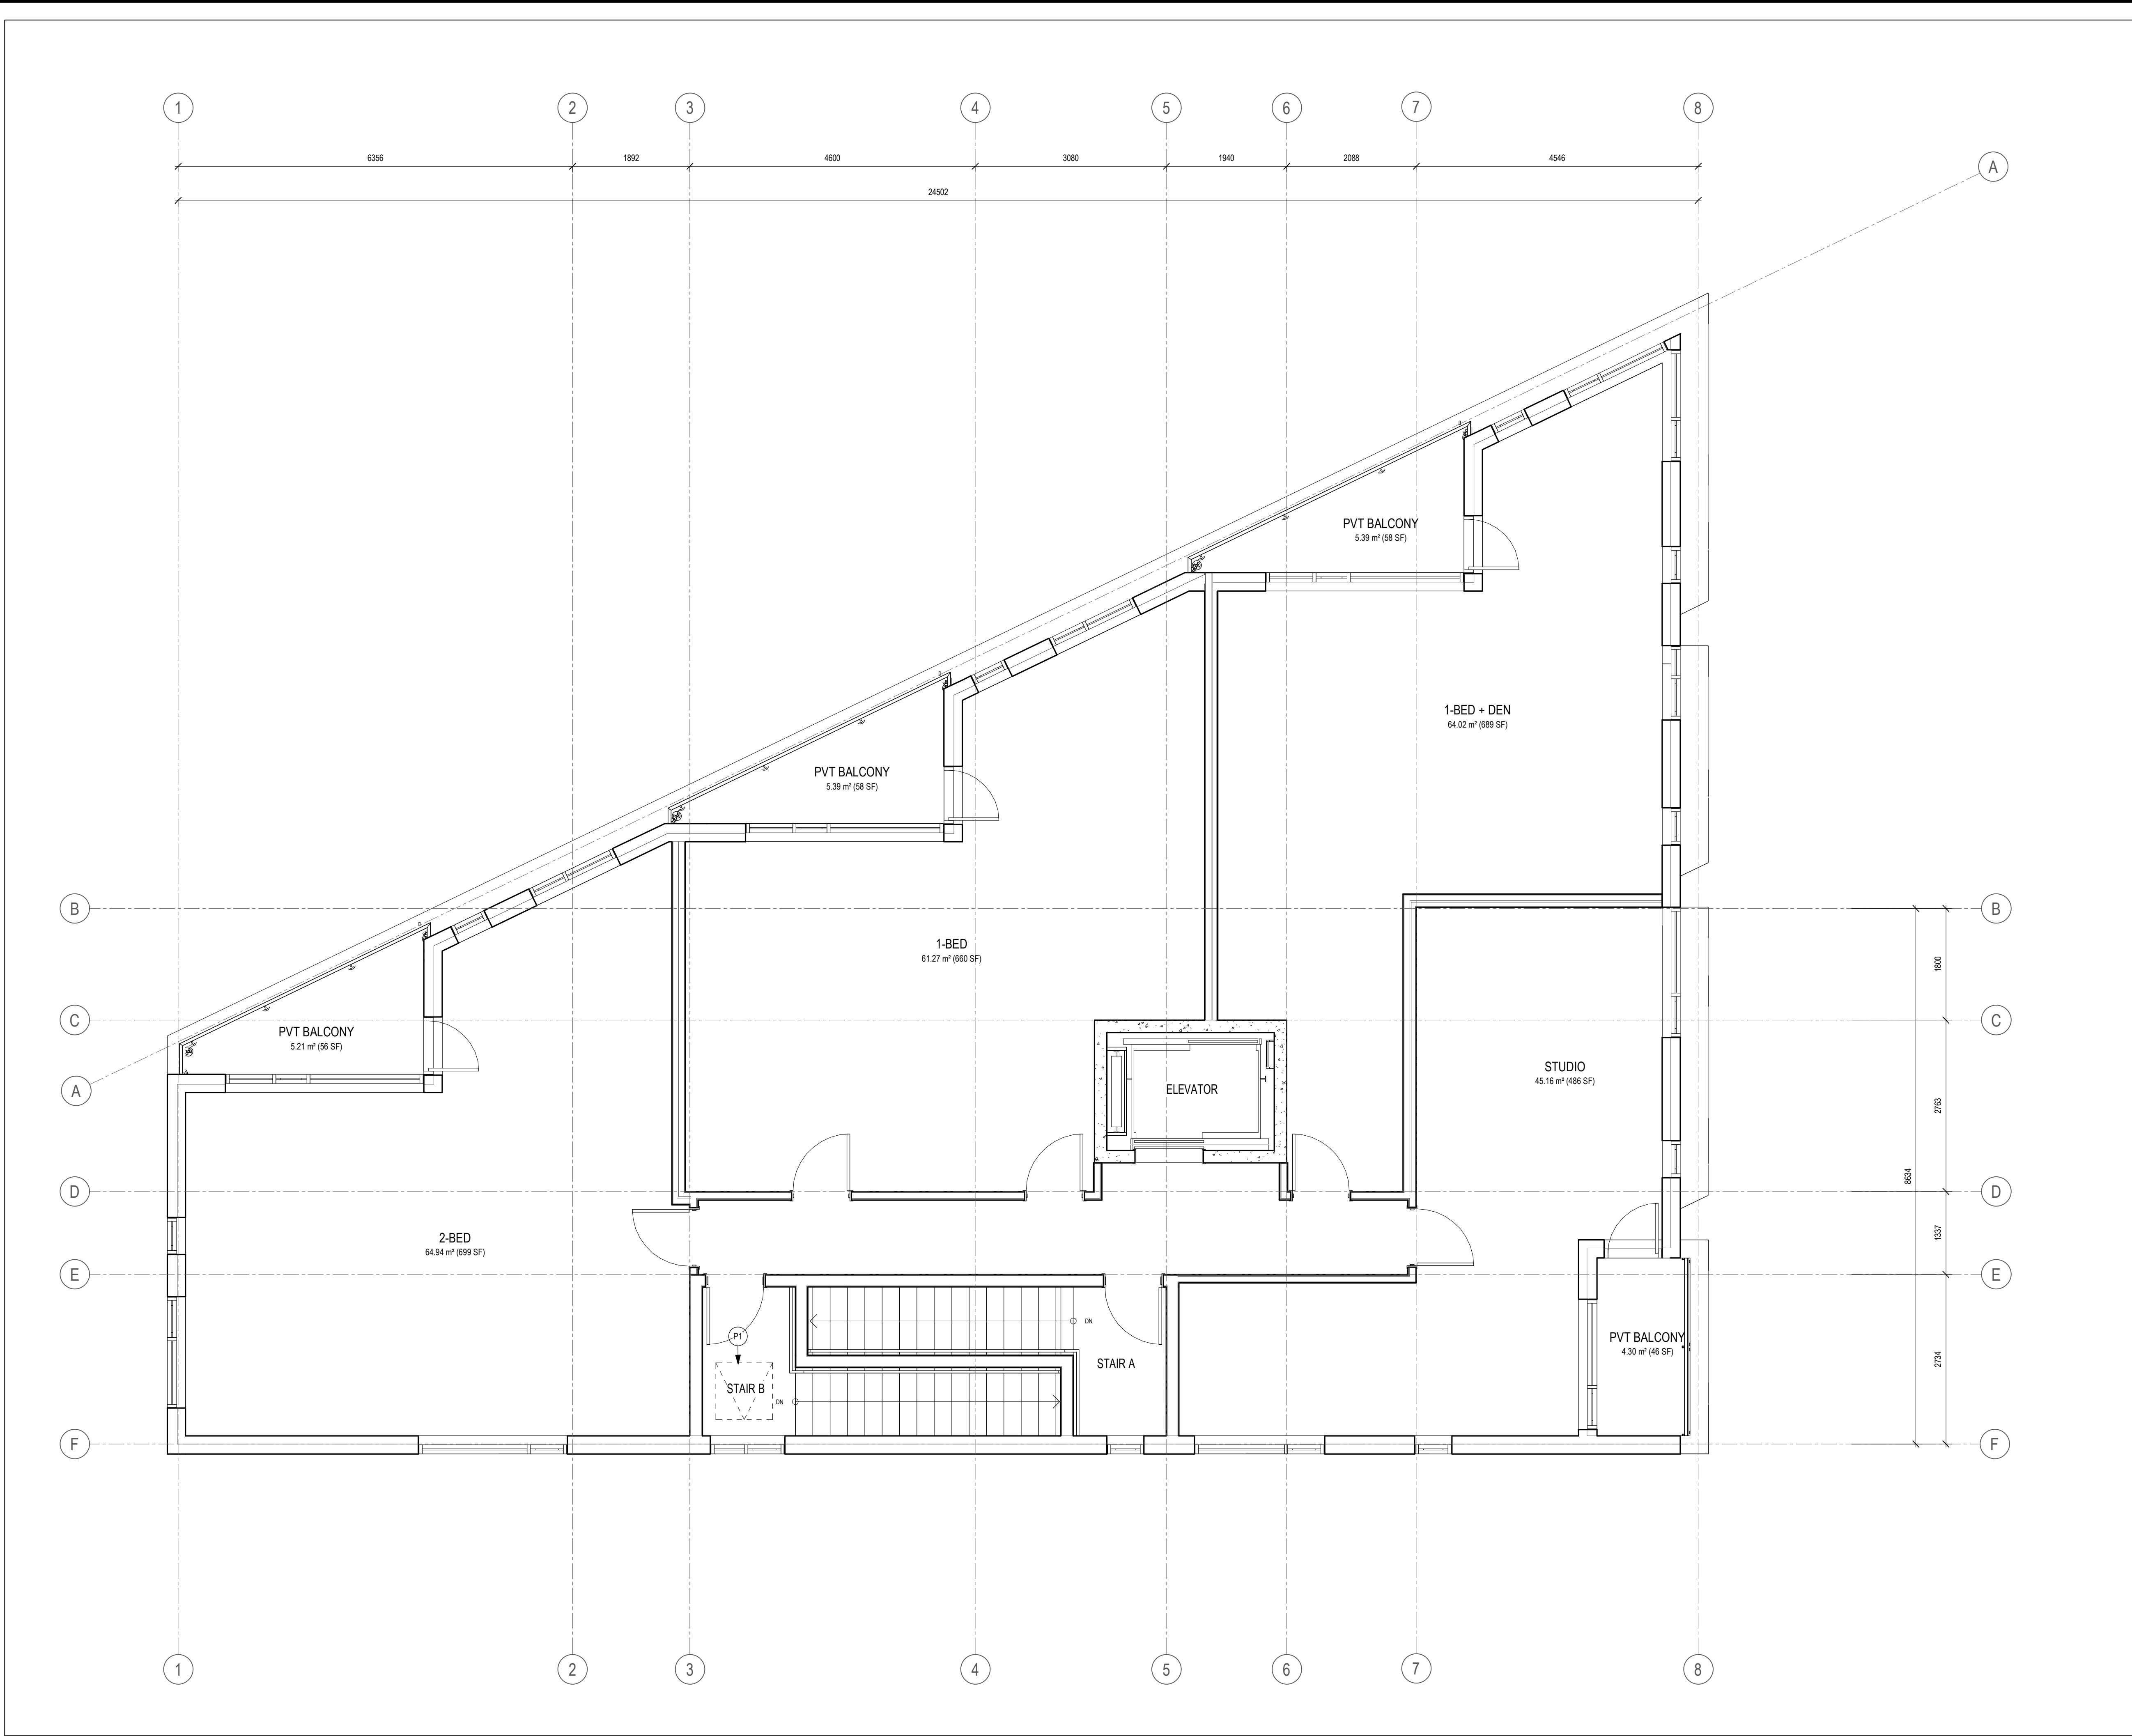 1 2 3 4 5 6 7 8
6356 1892 4600 3080 1940 2088 4546
A
24502
PVT BALCONY
5.39 m² (58 SF)
1-BED + DEN
64.02 m² (689 SF)
PVT BALCONY
5.39 m² (58 SF)
B B
1-BED
61.27 m² (660 SF)
1800
C C
PVT BALCONY
5.21 m² (56 SF)
STUDIO
45.16 m² (486 SF)
A
ELEVATOR
2763
8634
D D
2-BED
64.94 m² (699 SF)
1337
E E
DN
P1
PVT BALCONY
4.30 m² (46 SF)
STAIR A
2734
STAIR B
DN
F F
1 2 3 4 5 6 7 8